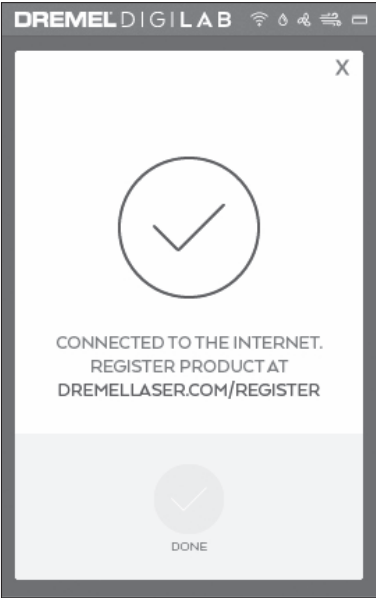 DREMEL DIGILAB
X
CONNECTED TO THE INTERNET.
REGISTER PRODUCT AT
DREMELLASER.COM/REGISTER
DONE